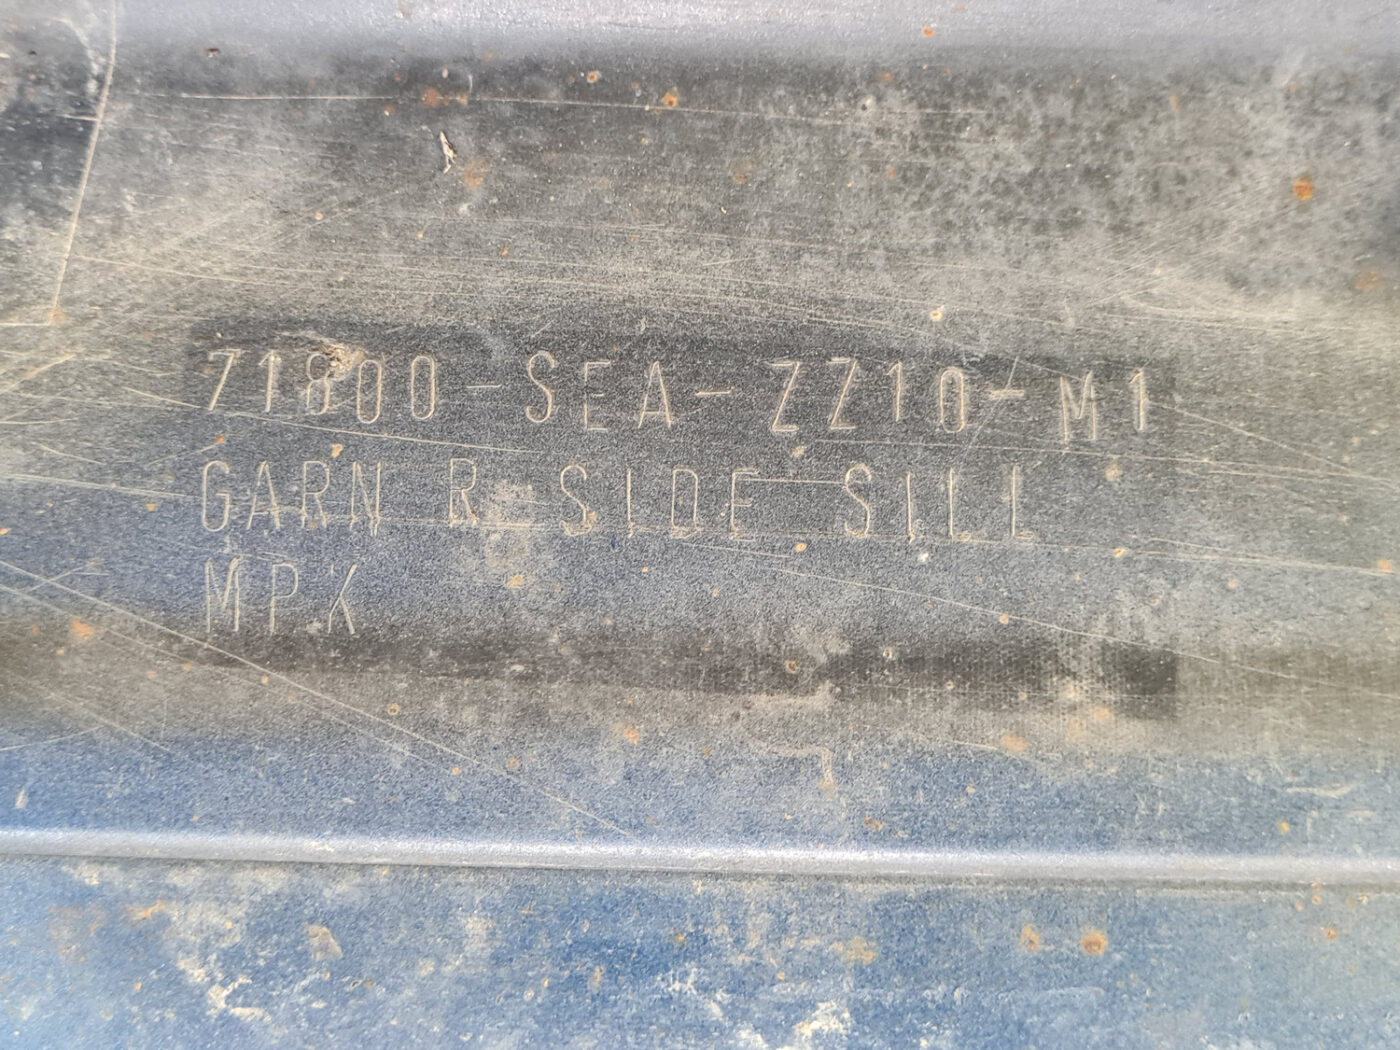 71800-SEA-ZZ10-M1
GARN R SIDE SILL
MPK